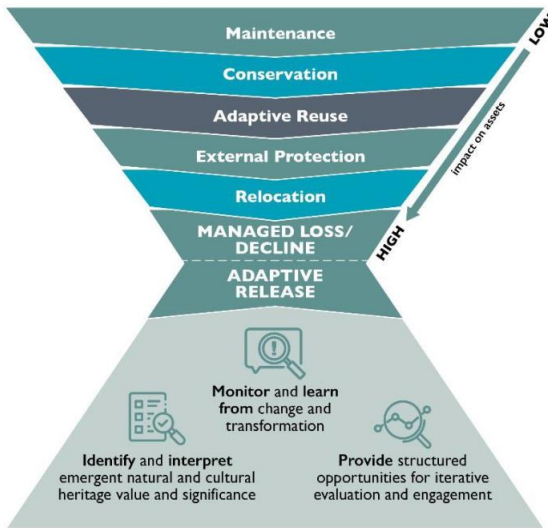 Maintenance
Conservation
Adaptive Reuse
External Protection
Relocation
MANAGED LOSS/
DECLINE
ADAPTIVE
RELEASE
LOW
impact on assets
HIGH
Monitor and learn
from change and
transformation
Identify and interpret
emergent natural and cultural
heritage value and significance
Provide structured
opportunities for iterative
evaluation and engagement